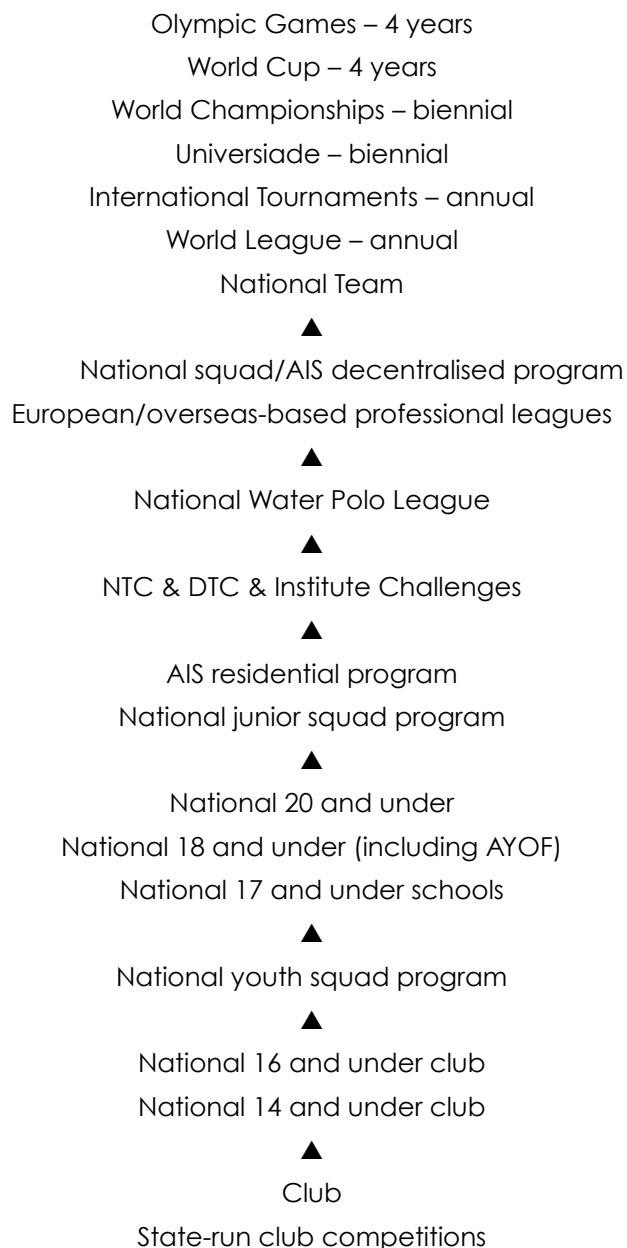 Olympic Games – 4 years
World Cup – 4 years
World Championships – biennial
Universiade – biennial
International Tournaments – annual
World League – annual
National Team
▲
National squad/AIS decentralised program
European/overseas-based professional leagues
▲
National Water Polo League
▲
NTC & DTC & Institute Challenges
▲
AIS residential program
National junior squad program
▲
National 20 and under
National 18 and under (including AYOF)
National 17 and under schools
▲
National youth squad program
▲
National 16 and under club
National 14 and under club
▲
Club
State-run club competitions